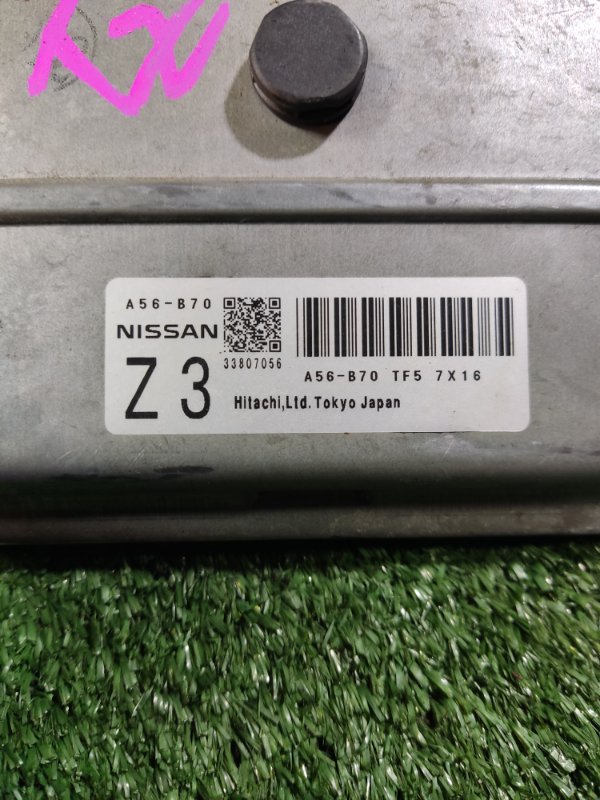 A56-B70
NISSAN
33807056
Z 3
A56-B70 TF5 7X16
Hitachi,Ltd. Tokyo Japan